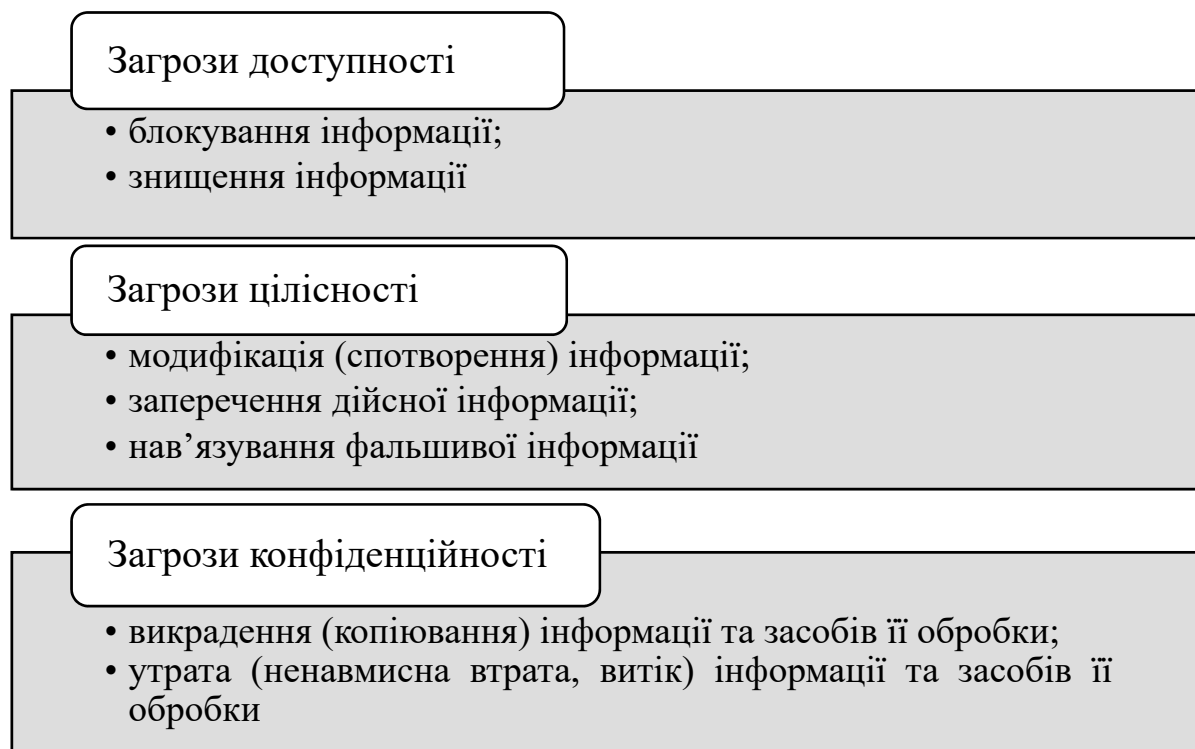 Загрози доступності
• блокування інформації;
• знищення інформації
Загрози цілісності
• модифікація (спотворення) інформації;
• заперечення дійсної інформації;
• нав’язування фальшивої інформації
Загрози конфіденційності
• викрадення (копіювання) інформації та засобів її обробки;
• утрата (ненавмисна втрата, витік) інформації та засобів її
обробки